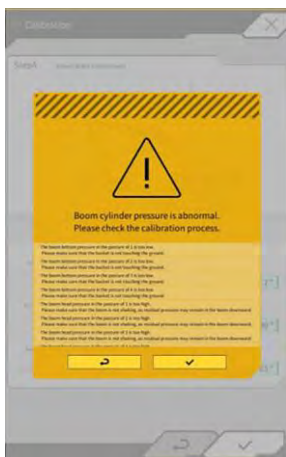 Calibration
Step4
Boom cylinder pressure is abnormal.
Please check the calibration process.
The boom bottom pressure in the posture of 1 is too low.
Please make sure that the bucket is not touching the ground
The boom bottom pressure in the posture of 2 is too low.
Please make sure that the bucket is not touching the ground
The boom bottom pressure in the posture of is too low.
Please make sure that the bucket is not touching the ground
The boom bottom pressure in the posture of is too low.
Please make sure that the bucket is not touching the ground
The boom head pressure in the posture of 1 is too high.
Please make sure that the boom is not floating, as residual pressure may remain in the boom downward
The boom head pressure in the posture of 2 is too high.
Please make sure that the boom is not floating, as residual pressure may remain in the boom downward
The boom head pressure in the posture of is too high.
Please make sure that the boom is not floating, as residual pressure may remain in the boom downward